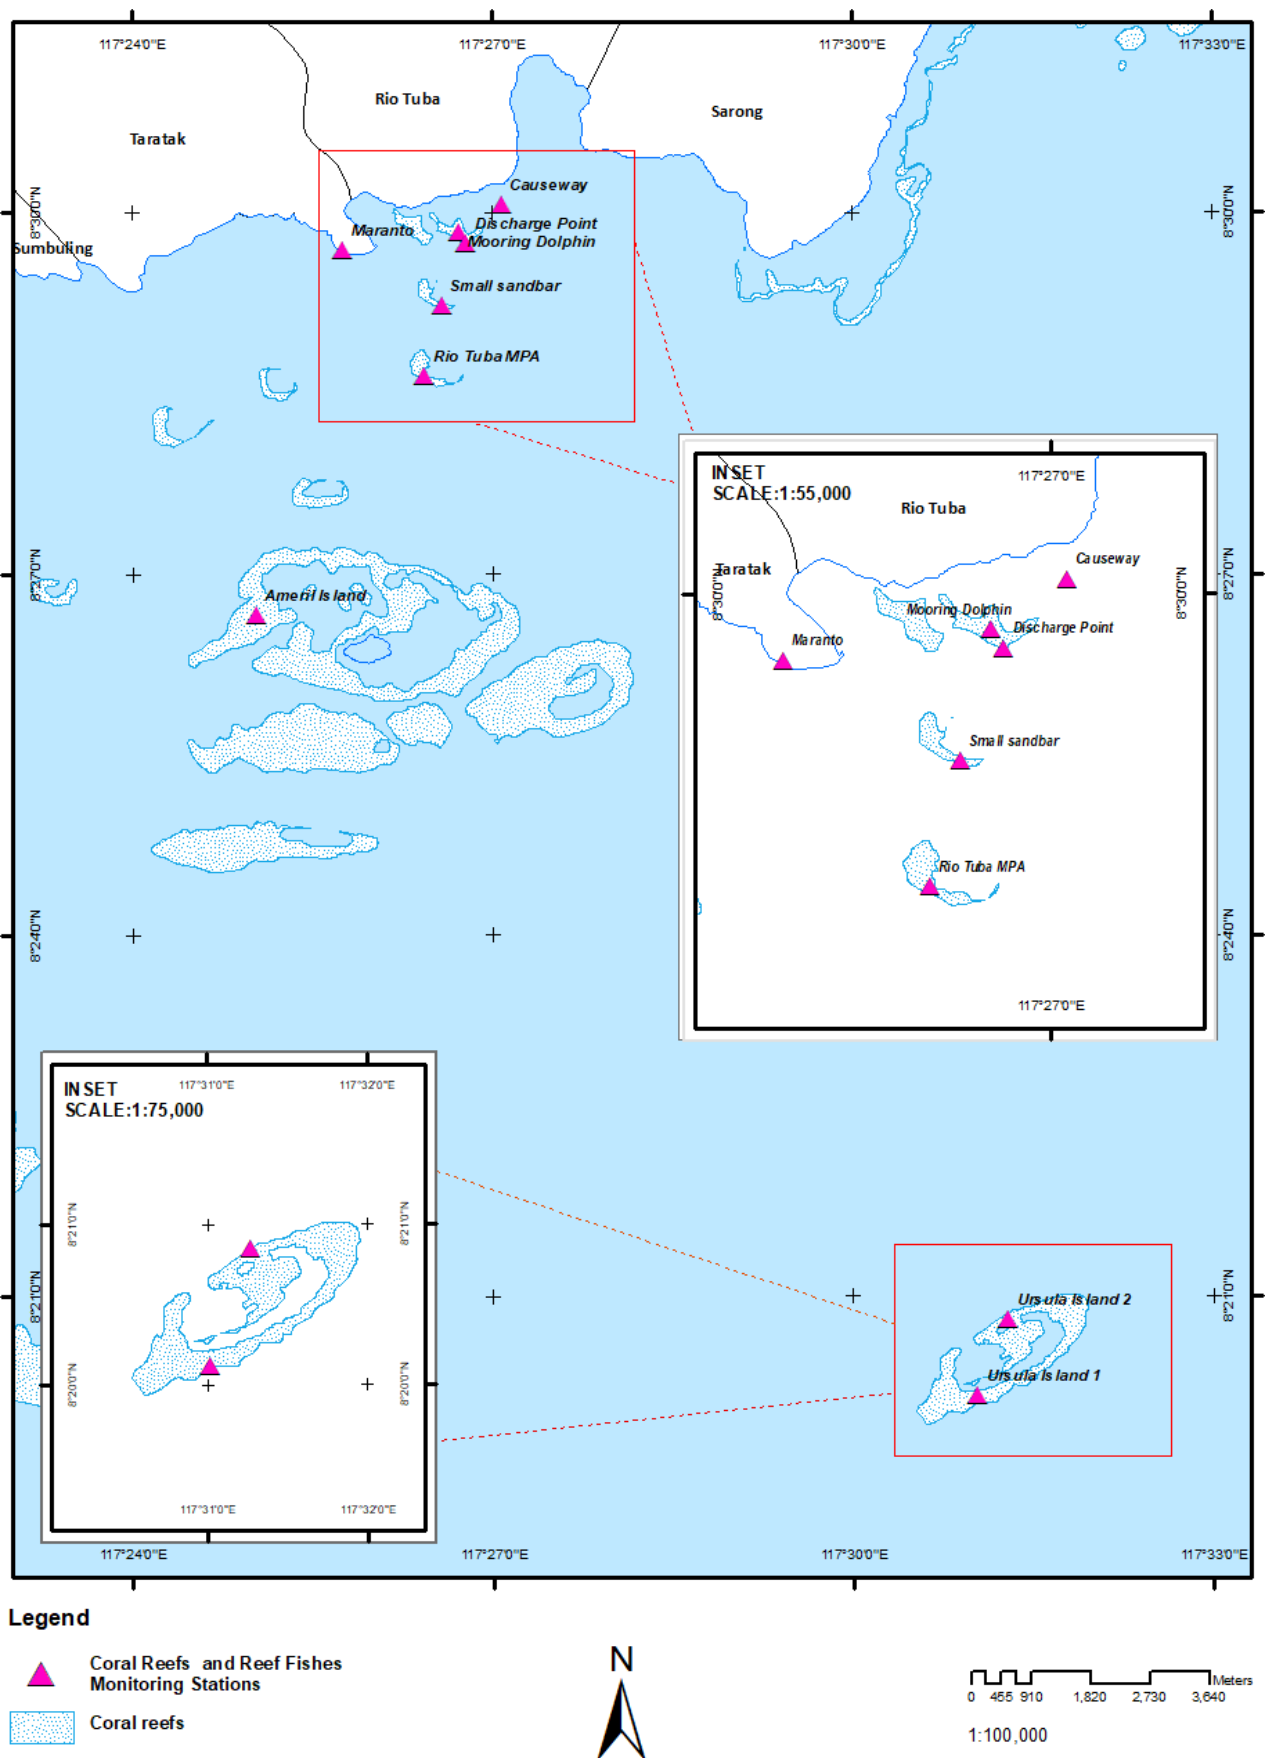 117°24'0"E
117°27'0"E
117°30'0"E
117°33'0"E
Rio Tuba
Sarong
Taratak
Causeway
8°30'0"N
8°30'0"N
Maranto
Discharge Point
Mooring Dolphin
Sumbuling
Small sandbar
Rio Tuba MPA
INSET
SCALE:1:55,000
117°27'0"E
Rio Tuba
Causeway
Taratak
8°30'0"N
8°30'0"N
Mooring Dolphin
Discharge Point
Maranto
Small sandbar
Rio Tuba MPA
117°27'0"E
8°27'0"N
8°27'0"N
Ameril Island
8°24'0"N
8°24'0"N
INSET
SCALE:1:75,000
117°31'0"E
117°32'0"E
8°21'0"N
8°21'0"N
8°20'0"N
8°20'0"N
117°31'0"E
117°32'0"E
8°21'0"N
8°21'0"N
Ursula Island 2
Ursula Island 1
117°24'0"E
117°27'0"E
117°30'0"E
117°33'0"E
Legend
Coral Reefs and Reef Fishes
Monitoring Stations
Coral reefs
N
Meters
0 455 910 1,820 2,730 3,640
1:100,000